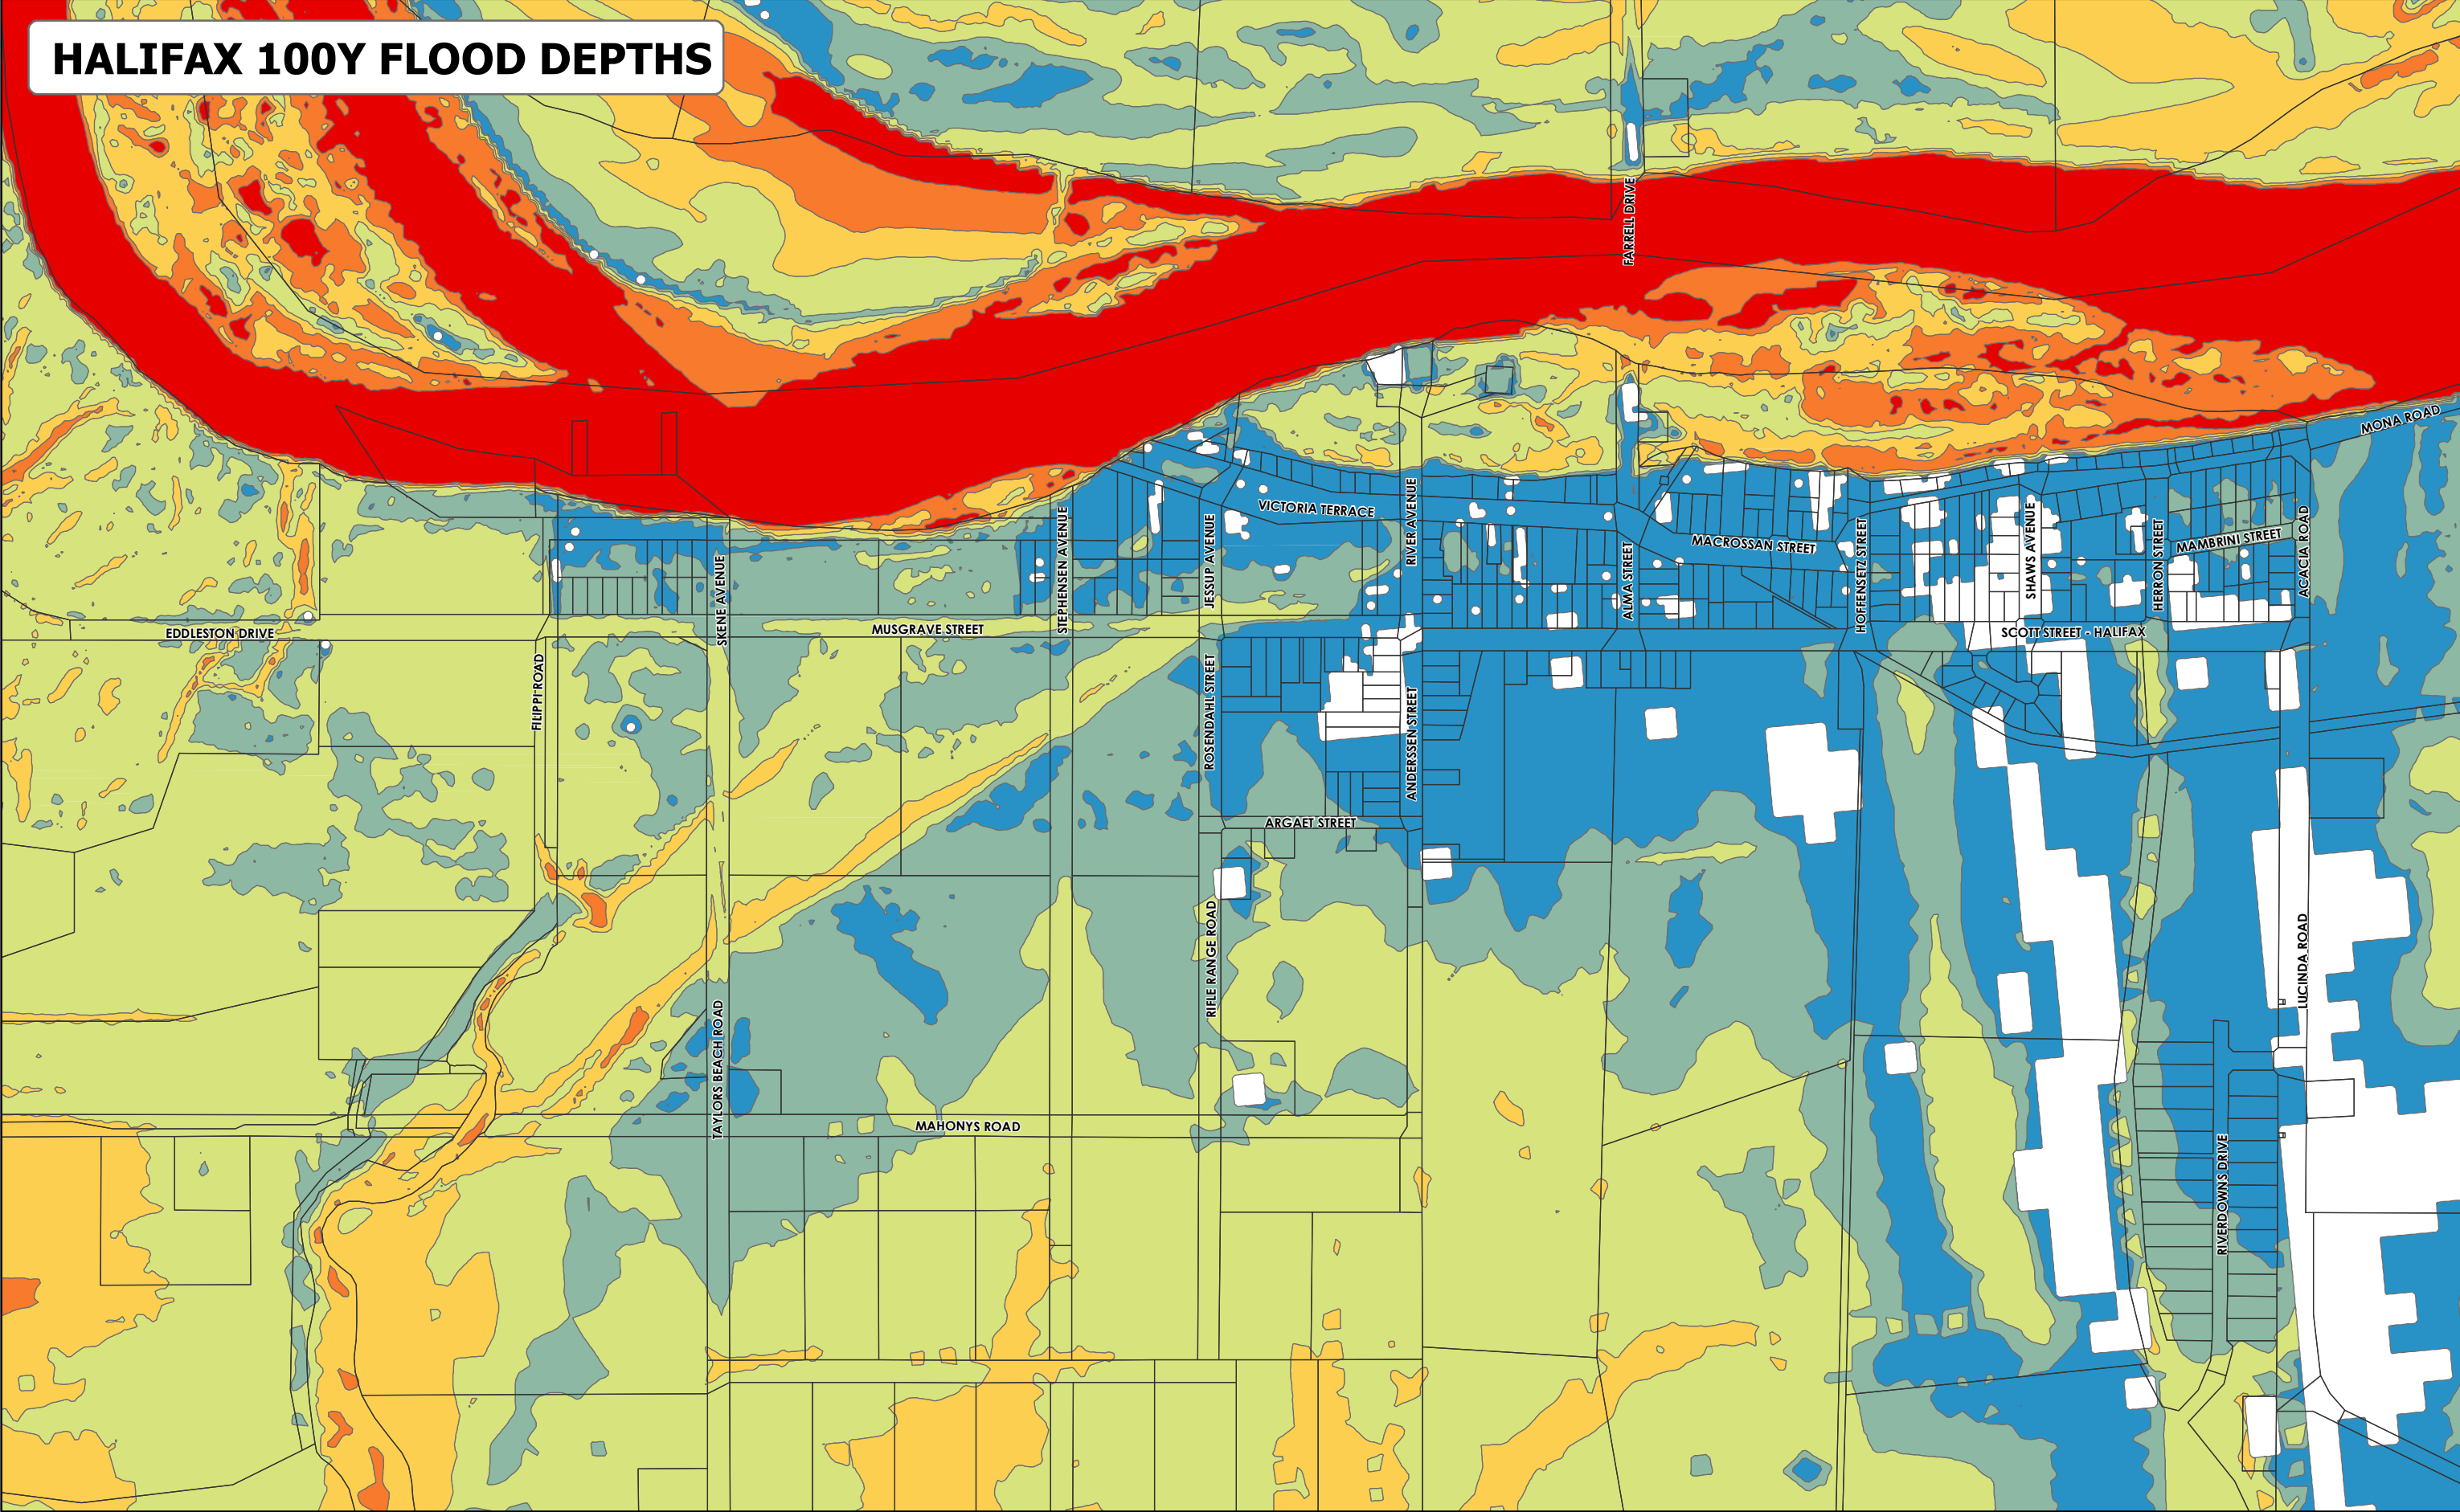 HALIFAX 100Y FLOOD DEPTHS
FARRELL DRIVE
MONA ROAD
VICTORIA TERRACE
RIVER AVENUE
STEPHENSEN AVENUE
JESSUP AVENUE
SKENE AVENUE
ALMA STREET
MACROSSAN STREET
HOFFENSETZ STREET
SHAWS AVENUE
HERRON STREET
MAMBRINI STREET
ACACIA ROAD
EDDLESTON DRIVE
MUSGRAVE STREET
SCOTT STREET - HALIFAX
FILIPPI ROAD
ROSENDAHL STREET
ANDERSSEN STREET
ARGAET STREET
RIFLE RANGE ROAD
LUCINDA ROAD
TAYLORS BEACH ROAD
MAHONYS ROAD
RIVERDOWNS DRIVE